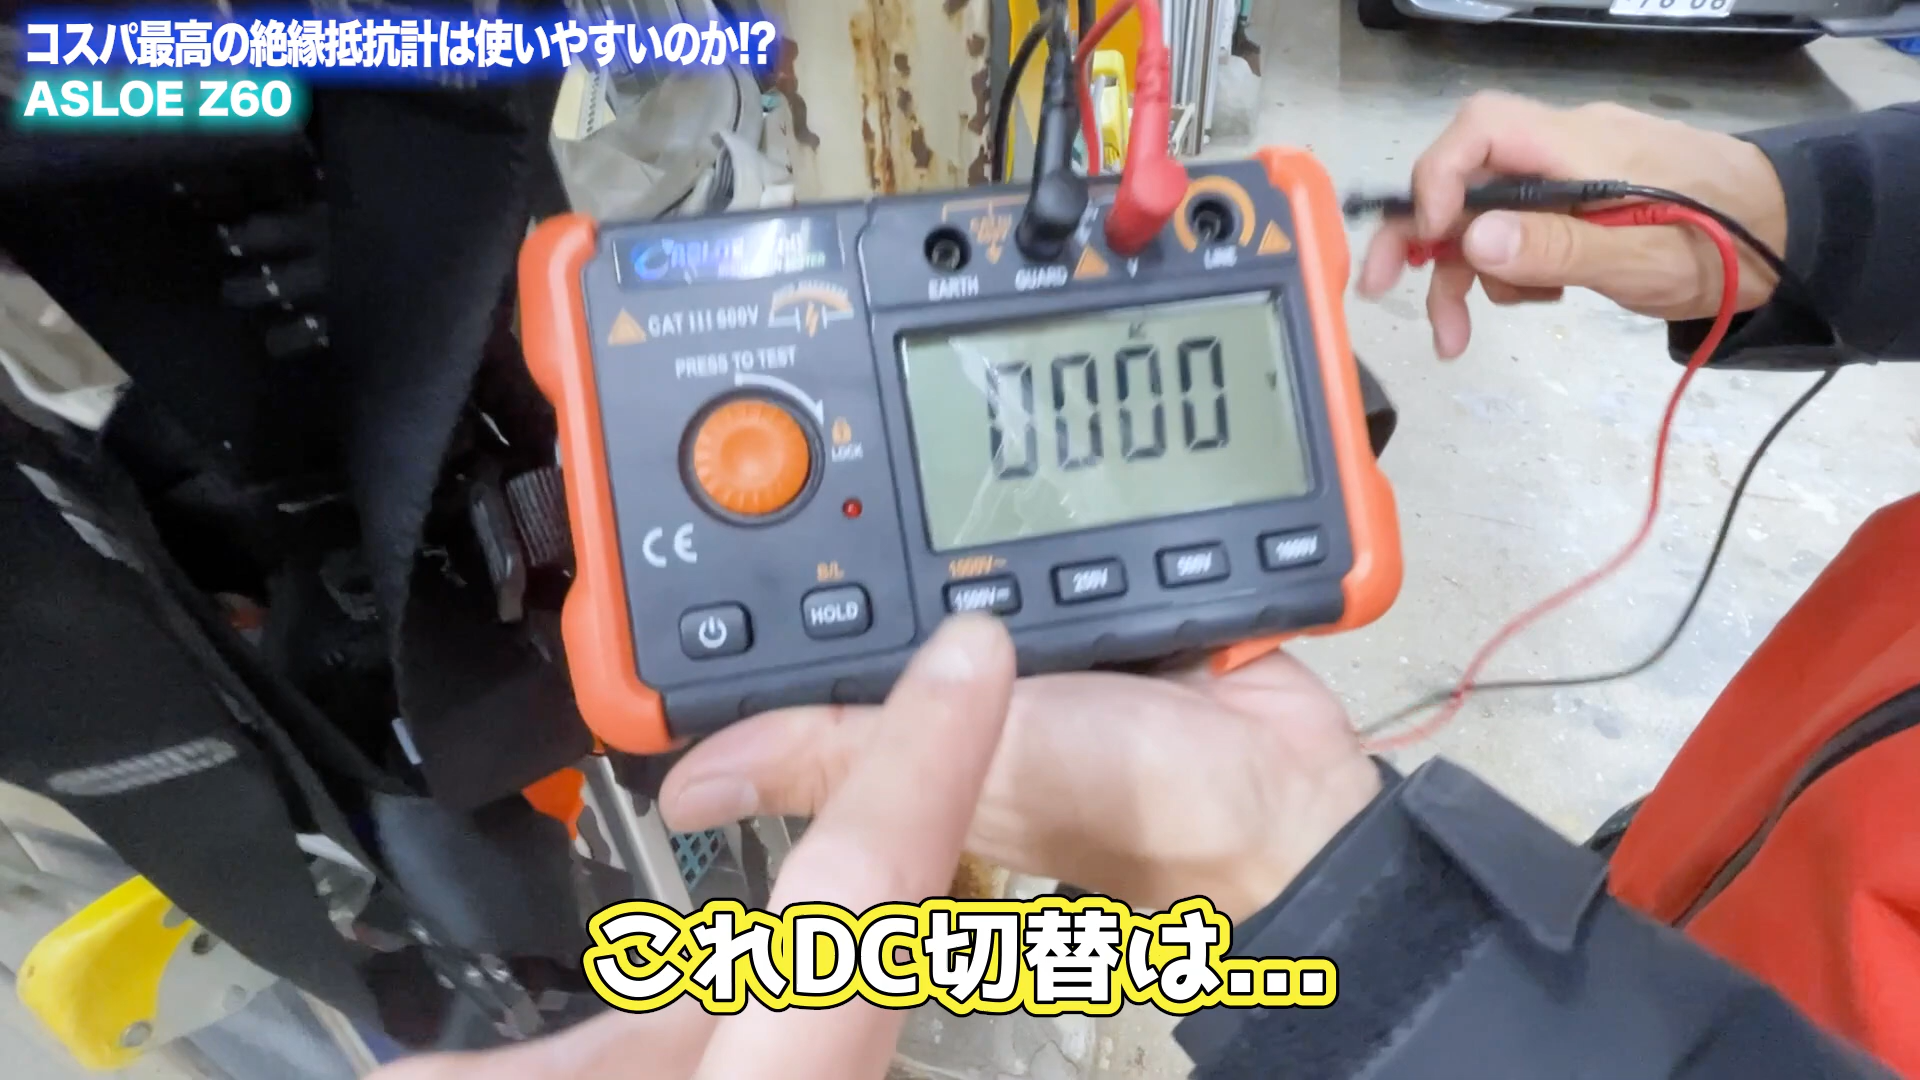 コスパ最高の絶縁抵抗計は使いやすいのか!?
ASLOE Z60
EARTH
GUARD
V
LINE
CAT III 600V
PRESS TO TEST
LOCK
0000
CE
B/L
HOLD
1000V~
1500V⎓
250V
500V
1000V
これDC切替は...